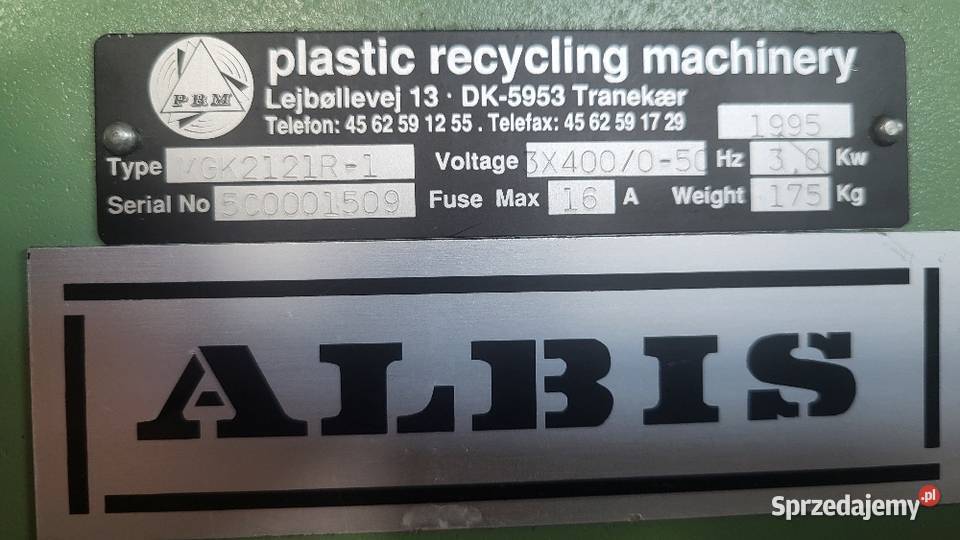 PRM
plastic recycling machinery
Lejbøllevej 13 · DK-5953 Tranekær
Telefon: 45 62 59 12 55 . Telefax: 45 62 59 17 29
1995
Type MGK2121R-1 Voltage 3X400/0-50 Hz 3,0 Kw
Serial No 5C0001509 Fuse Max 16 A Weight 175 Kg
ALBIS
Sprzedajemy.pl